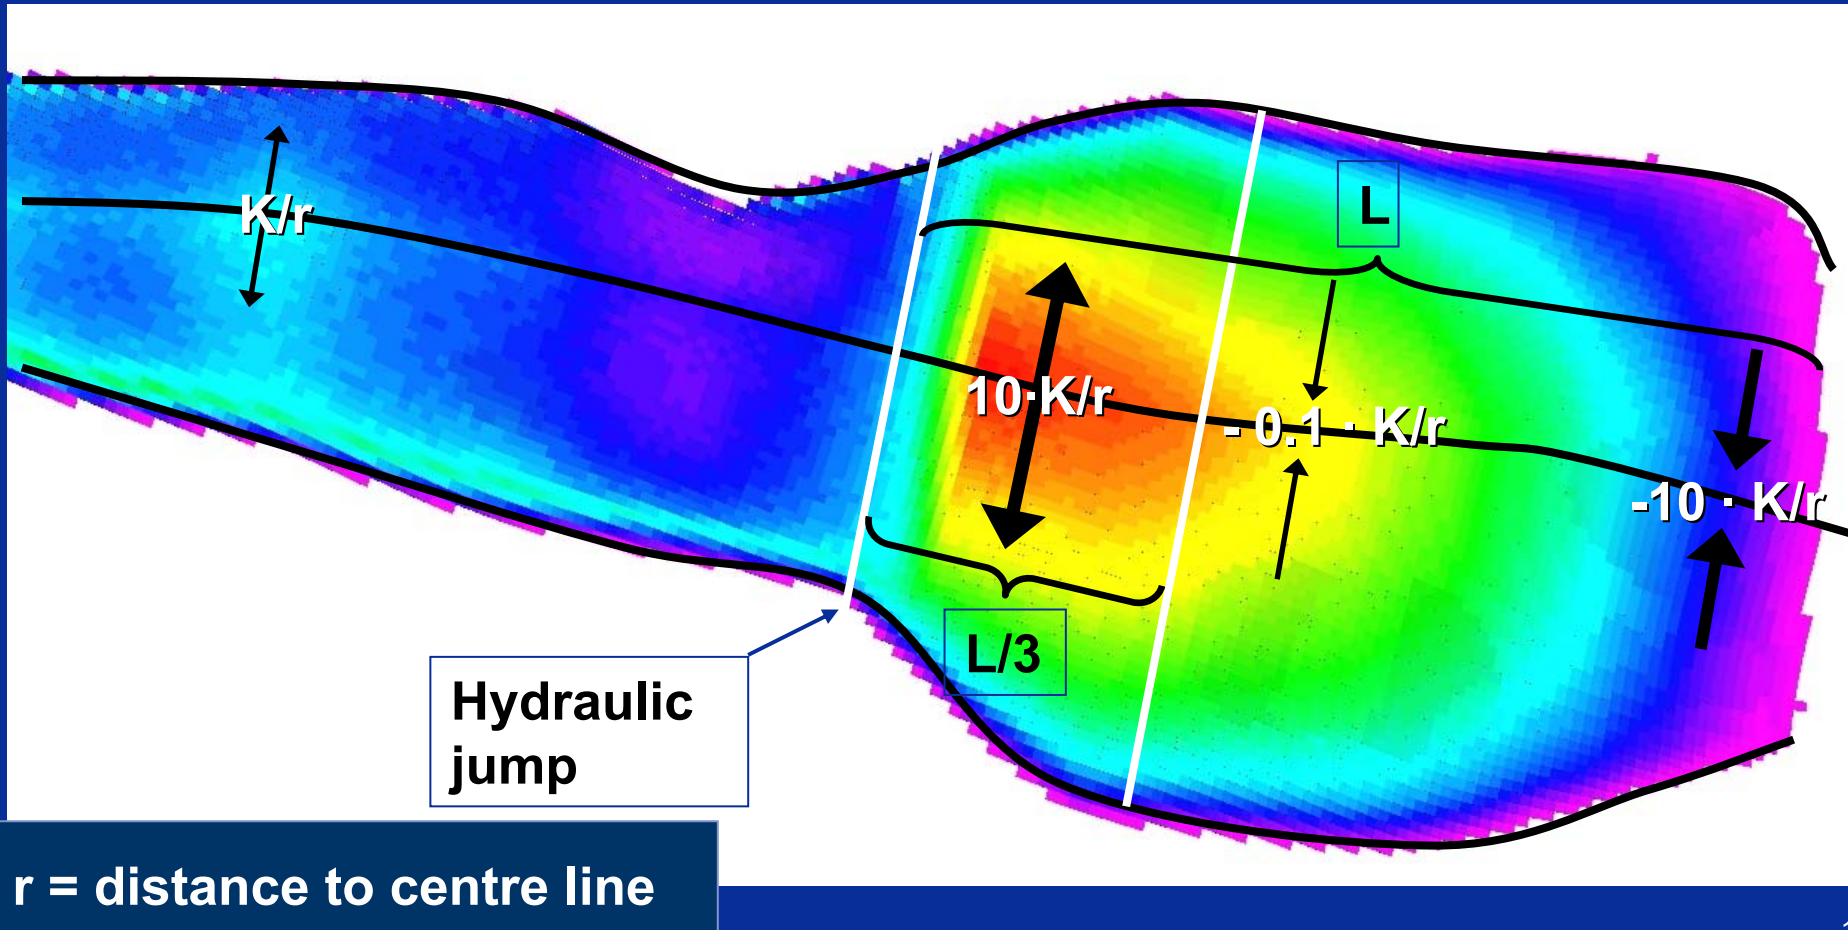 L
K/r
10·K/r
- 0.1 · K/r
-10 · K/r
L/3
Hydraulic
jump
r = distance to centre line